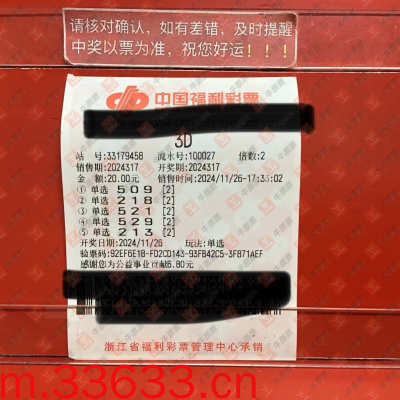 请核对确认，如有差错，及时提醒
中奖以票为准，祝您好运！！！
中国福利彩票
3D
站 号:33179458 流水号:100027 倍数:2
销售期:2024317 开奖期:2024317
金 额:20.00元 销售时间:2024/11/26-17:35:02
① 单选 509 [2]
② 单选 218 [2]
③ 单选 521 [2]
④ 单选 529 [2]
⑤ 单选 213 [2]
开奖日期:2024/11/26 玩法:单选
验票码:92EF6E18-FD2CD143-93FB42C5-3F871AEF
感谢您为公益事业贡献6.80元
浙江省福利彩票管理中心承销
m.33633.cn